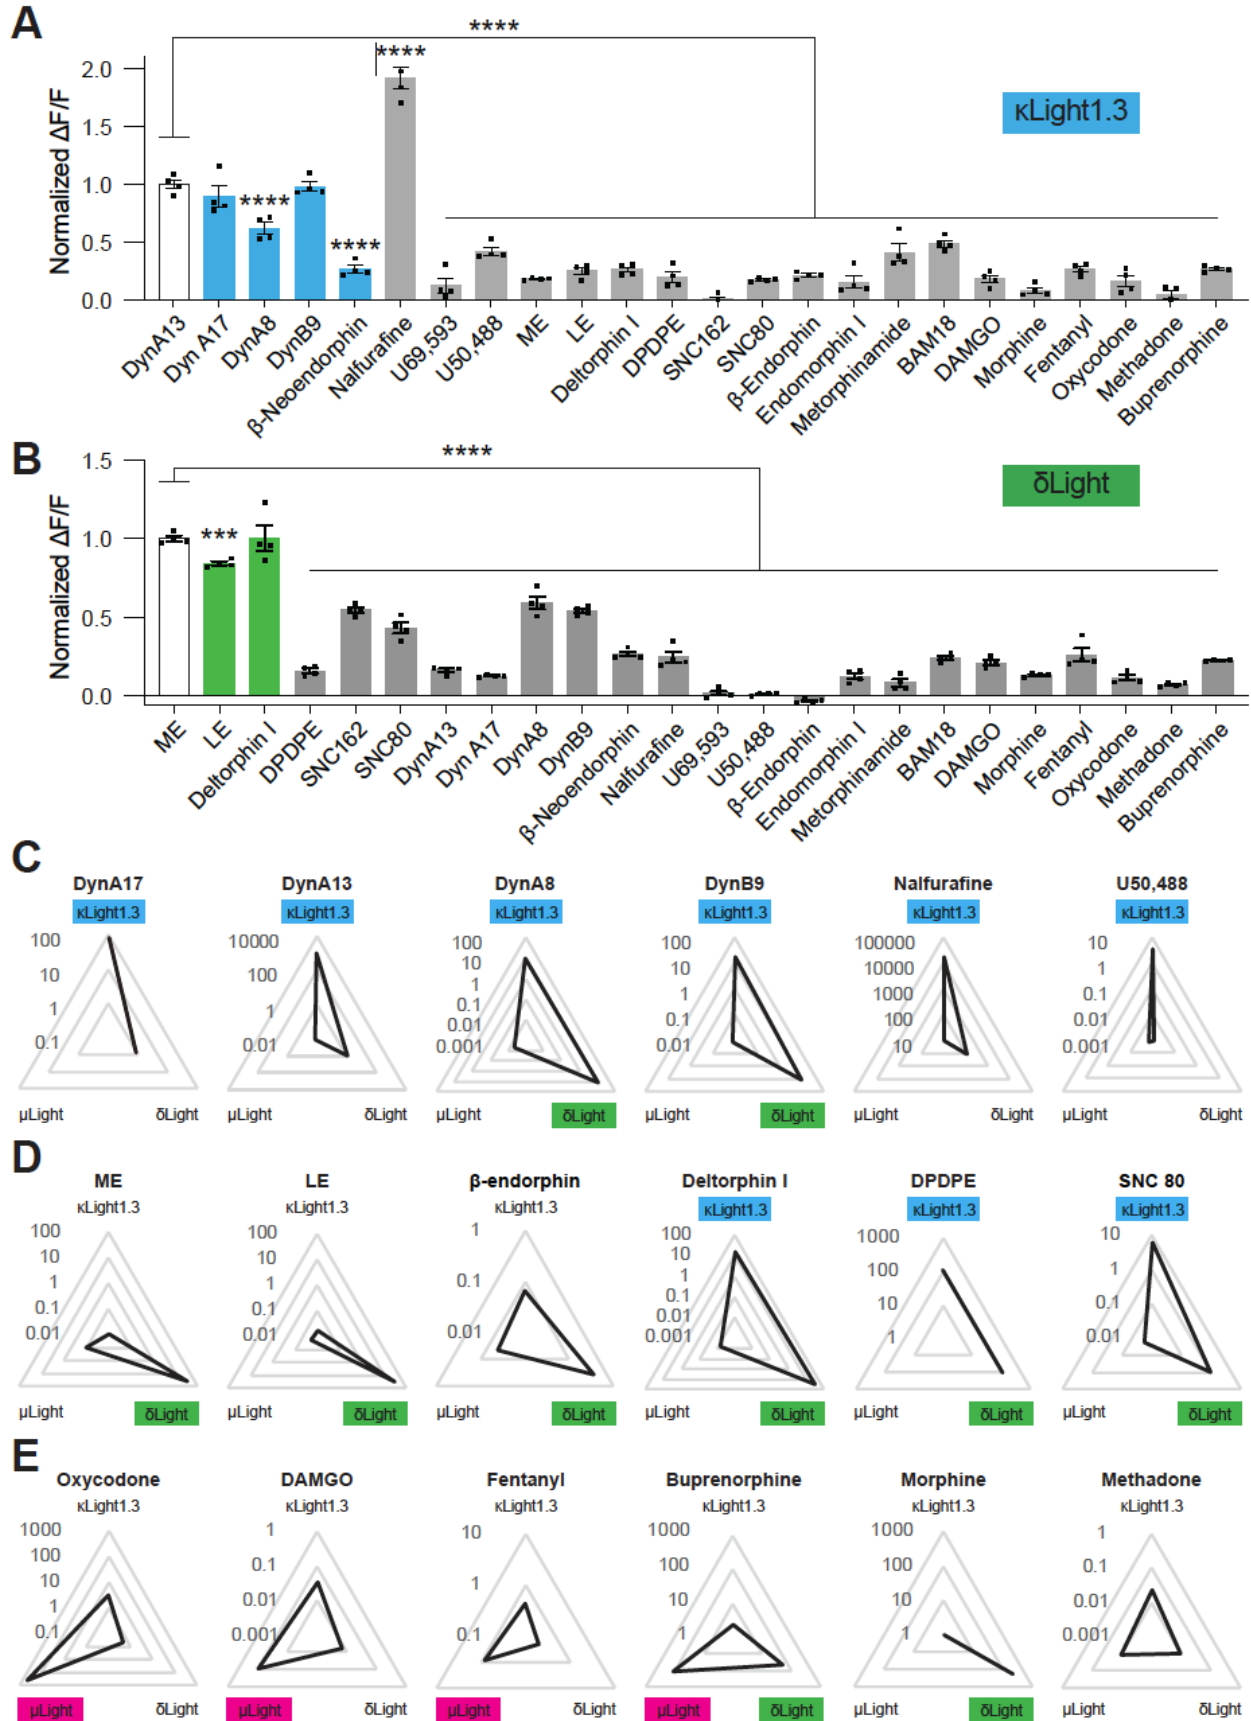 A
****
****
κLight1.3
Normalized ΔF/F
2.0
1.5
1.0
0.5
0.0
****
****
DynA13
Dyn A17
DynA8
DynB9
β-Neoendorphin
Nalfurafine
U69,593
U50,488
ME
LE
Deltorphin I
DPDPE
SNC162
SNC80
β-Endorphin
Endomorphin I
Metorphinamide
BAM18
DAMGO
Morphine
Fentanyl
Oxycodone
Methadone
Buprenorphine
B
****
δLight
Normalized ΔF/F
1.5
1.0
0.5
0.0
***
ME
LE
Deltorphin I
DPDPE
SNC162
SNC80
DynA13
Dyn A17
DynA8
DynB9
β-Neoendorphin
Nalfurafine
U69,593
U50,488
β-Endorphin
Endomorphin I
Metorphinamide
BAM18
DAMGO
Morphine
Fentanyl
Oxycodone
Methadone
Buprenorphine
C
DynA17
κLight1.3
100
10
1
0.1
μLight δLight
DynA13
κLight1.3
10000
100
1
0.01
μLight δLight
DynA8
κLight1.3
100
10
1
0.1
0.01
0.001
μLight δLight
DynB9
κLight1.3
100
10
1
0.1
0.01
μLight δLight
Nalfurafine
κLight1.3
100000
10000
1000
100
10
μLight δLight
U50,488
κLight1.3
10
1
0.1
0.01
0.001
μLight δLight
D
ME
κLight1.3
100
10
1
0.1
0.01
μLight δLight
LE
κLight1.3
100
10
1
0.1
0.01
μLight δLight
β-endorphin
κLight1.3
1
0.1
0.01
μLight δLight
Deltorphin I
κLight1.3
100
10
1
0.1
0.01
0.001
μLight δLight
DPDPE
κLight1.3
1000
100
10
1
μLight δLight
SNC 80
κLight1.3
10
1
0.1
0.01
μLight δLight
E
Oxycodone
κLight1.3
1000
100
10
1
0.1
μLight δLight
DAMGO
κLight1.3
1
0.1
0.01
0.001
μLight δLight
Fentanyl
κLight1.3
10
1
0.1
μLight δLight
Buprenorphine
κLight1.3
1000
100
10
1
μLight δLight
Morphine
κLight1.3
1000
100
10
1
μLight δLight
Methadone
κLight1.3
1
0.1
0.01
0.001
μLight δLight